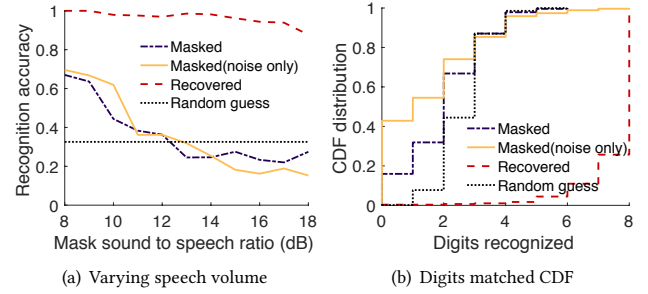 1
0.8
0.6
0.4
0.2
0
Recognition accuracy
Masked
Masked(noise only)
Recovered
Random guess
8 10 12 14 16 18
Mask sound to speech ratio (dB)
(a) Varying speech volume
1
0.8
0.6
0.4
0.2
0
CDF distribution
Masked
Masked(noise only)
Recovered
Random guess
0 2 4 6 8
Digits recognized
(b) Digits matched CDF